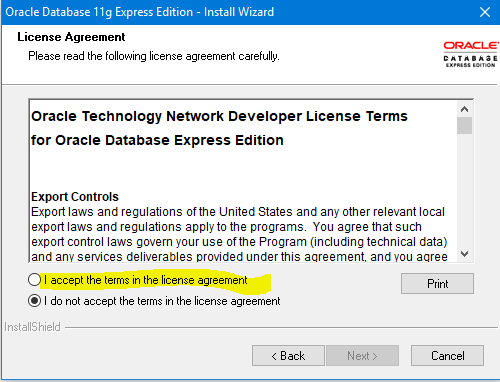 Oracle Database 11g Express Edition - Install Wizard
License Agreement
Please read the following license agreement carefully.
ORACLE
DATABASE
EXPRESS EDITION
Oracle Technology Network Developer License Terms
for Oracle Database Express Edition
Export Controls
Export laws and regulations of the United States and any other relevant local
export laws and regulations apply to the programs.  You agree that such
export control laws govern your use of the Program (including technical data)
and any services deliverables provided under this agreement, and you agree
I accept the terms in the license agreement
Print
I do not accept the terms in the license agreement
InstallShield
< Back
Next >
Cancel